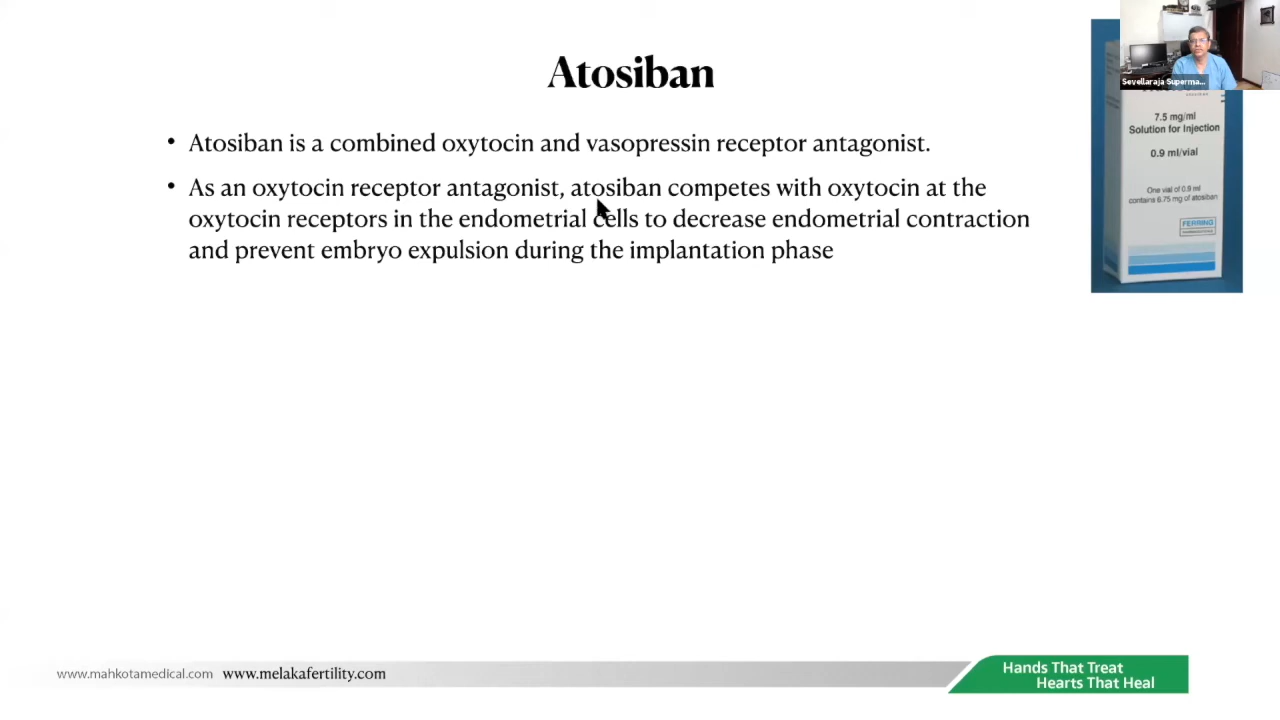 Atosiban
• Atosiban is a combined oxytocin and vasopressin receptor antagonist.
• As an oxytocin receptor antagonist, atosiban competes with oxytocin at the
oxytocin receptors in the endometrial cells to decrease endometrial contraction
and prevent embryo expulsion during the implantation phase
Sevellaraja Superma...
7.5 mg/ml
Solution for Injection
0.9 ml/vial
One vial of 0.9 ml
contains 6.75 mg of atosiban
FERRING
www.mahkotamedical.com www.melakafertility.com
Hands That Treat
Hearts That Heal